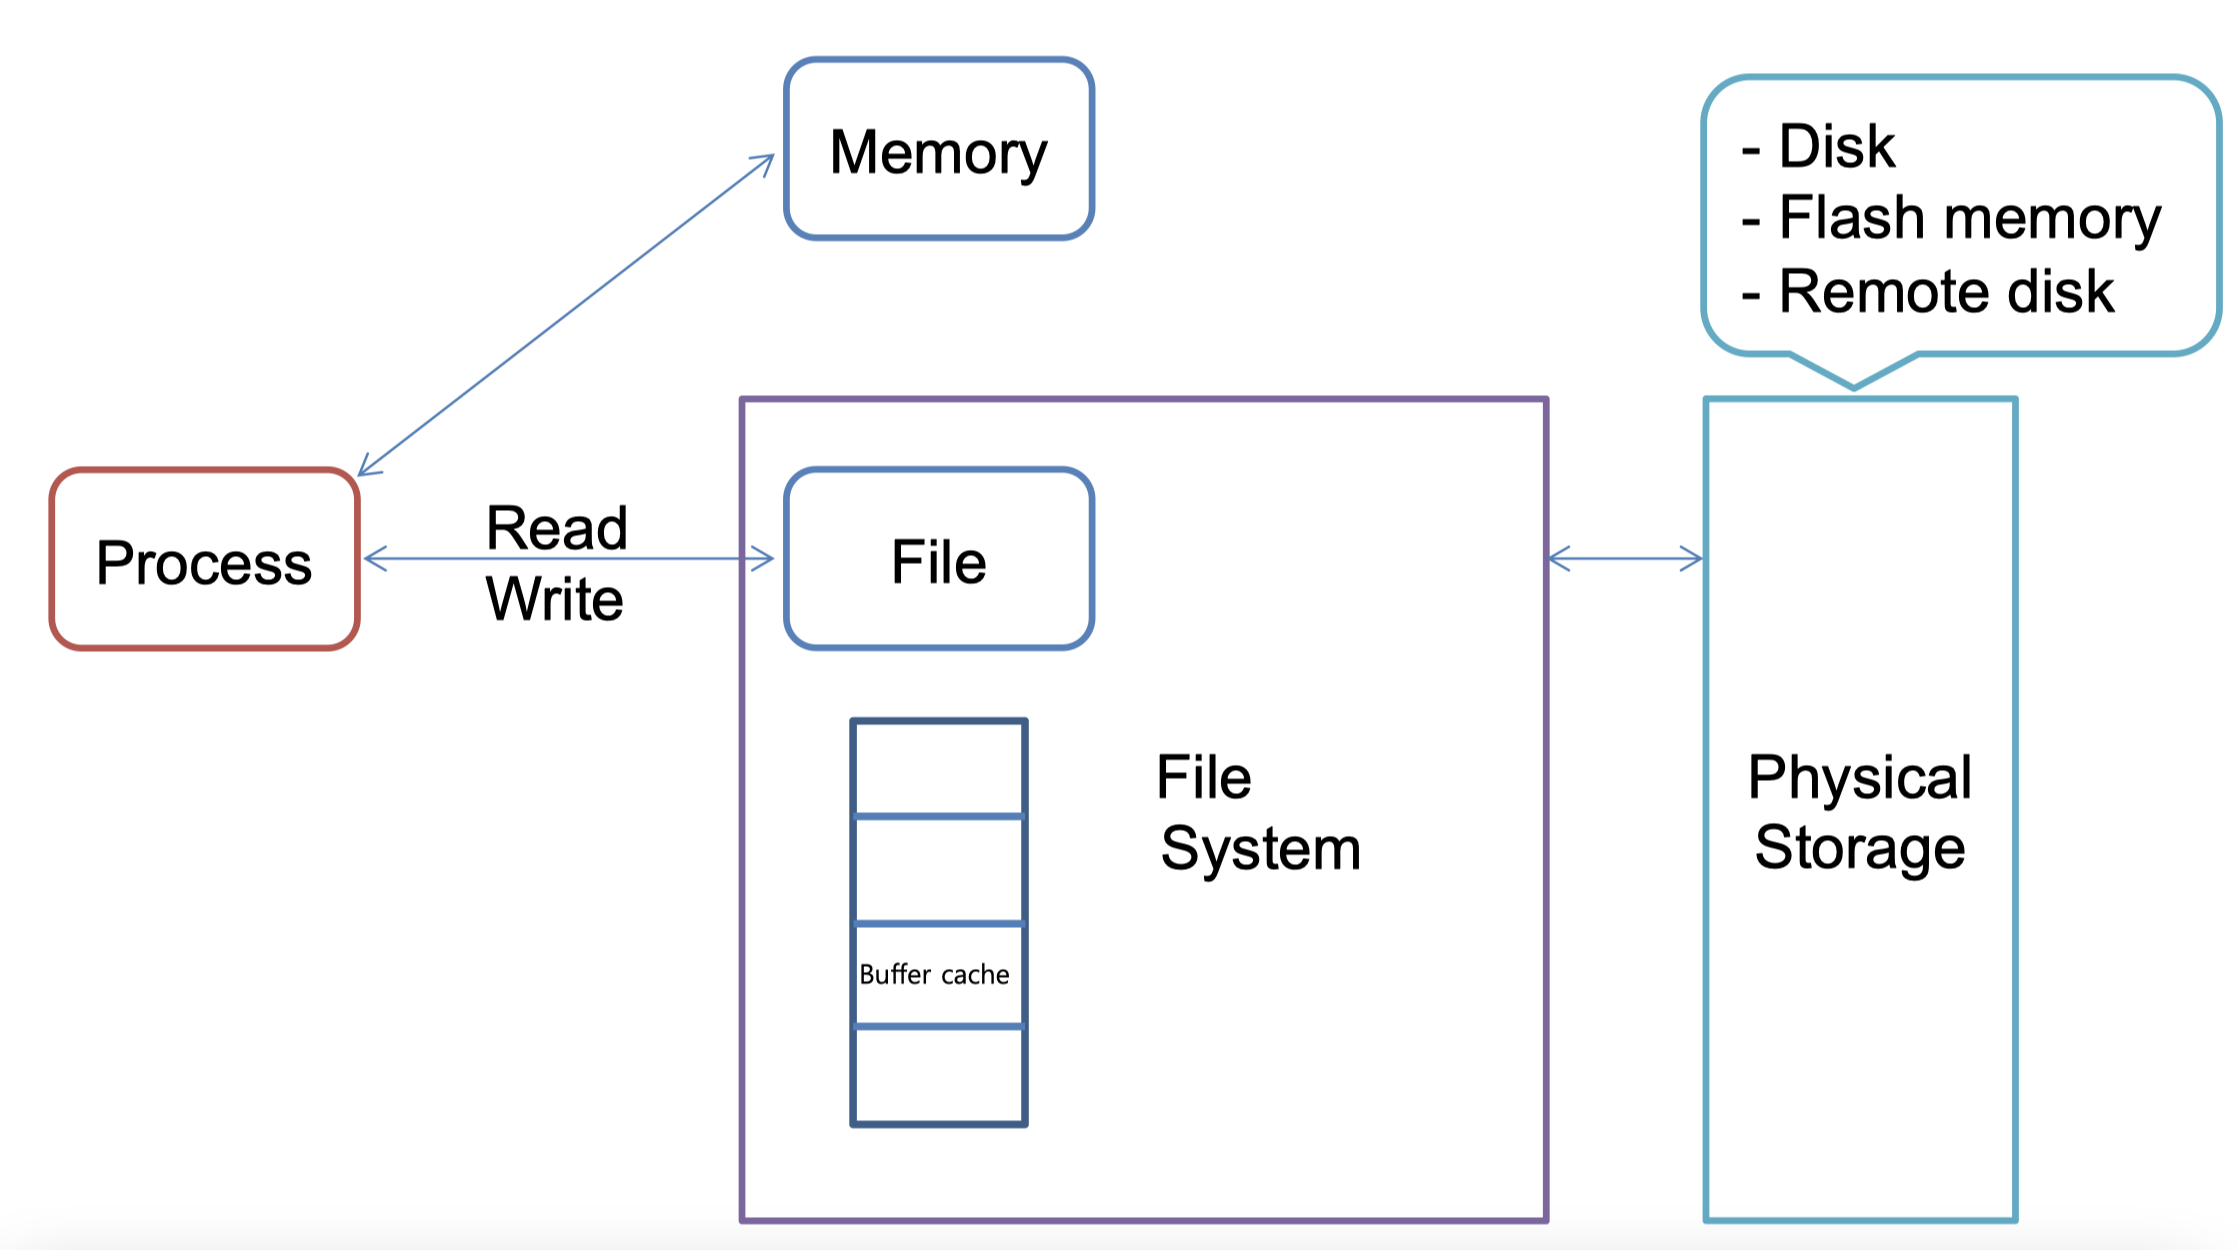 Memory
- Disk
- Flash memory
- Remote disk
Process
Read
Write
File
File
System
Buffer cache
Physical
Storage